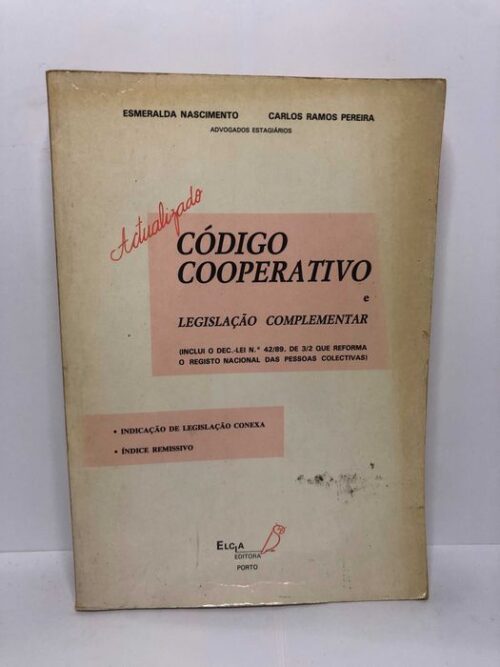 ESMERALDA NASCIMENTO CARLOS RAMOS PEREIRA
ADVOGADOS ESTAGIÁRIOS
Actualizado
CÓDIGO
COOPERATIVO
e
LEGISLAÇÃO COMPLEMENTAR
(INCLUI O DEC.-LEI N.º 42/89, DE 3/2 QUE REFORMA
O REGISTO NACIONAL DAS PESSOAS COLECTIVAS)
• INDICAÇÃO DE LEGISLAÇÃO CONEXA
• ÍNDICE REMISSIVO
ELCLA
EDITORA
PORTO